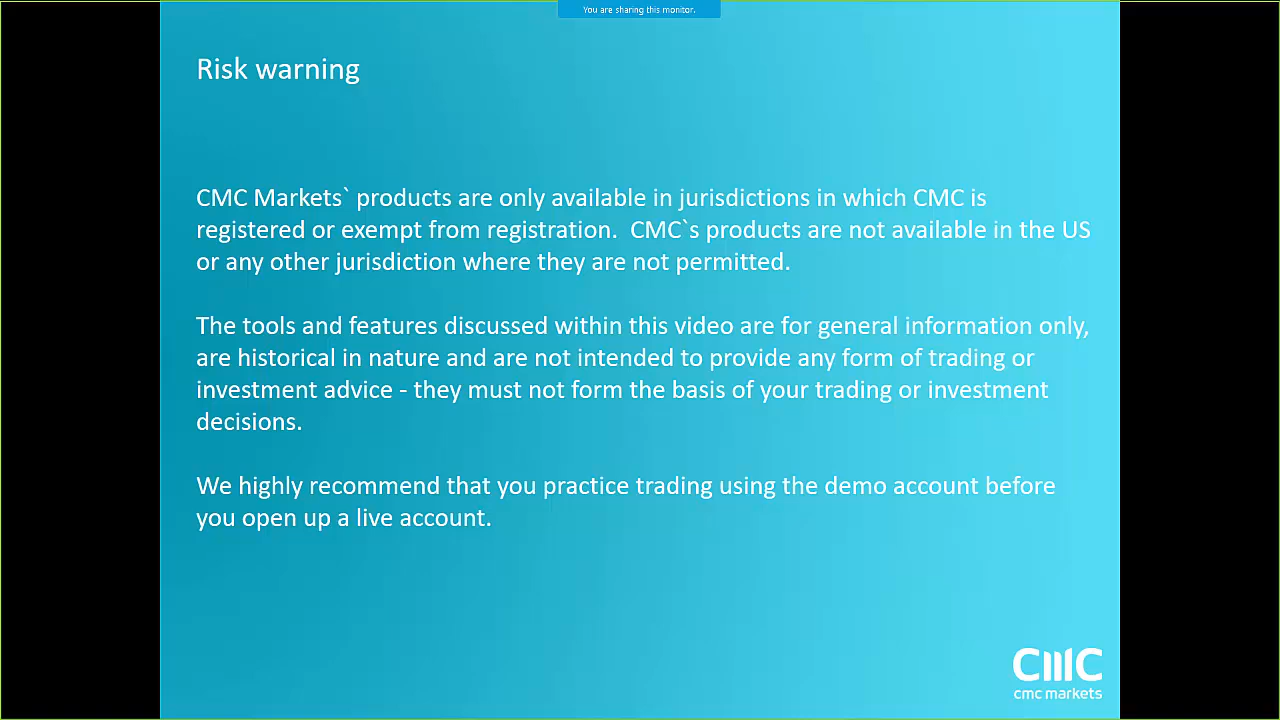 You are sharing this monitor.
Risk warning
CMC Markets` products are only available in jurisdictions in which CMC is
registered or exempt from registration.  CMC`s products are not available in the US
or any other jurisdiction where they are not permitted.
The tools and features discussed within this video are for general information only,
are historical in nature and are not intended to provide any form of trading or
investment advice - they must not form the basis of your trading or investment
decisions.
We highly recommend that you practice trading using the demo account before
you open up a live account.
CMC
cmc markets